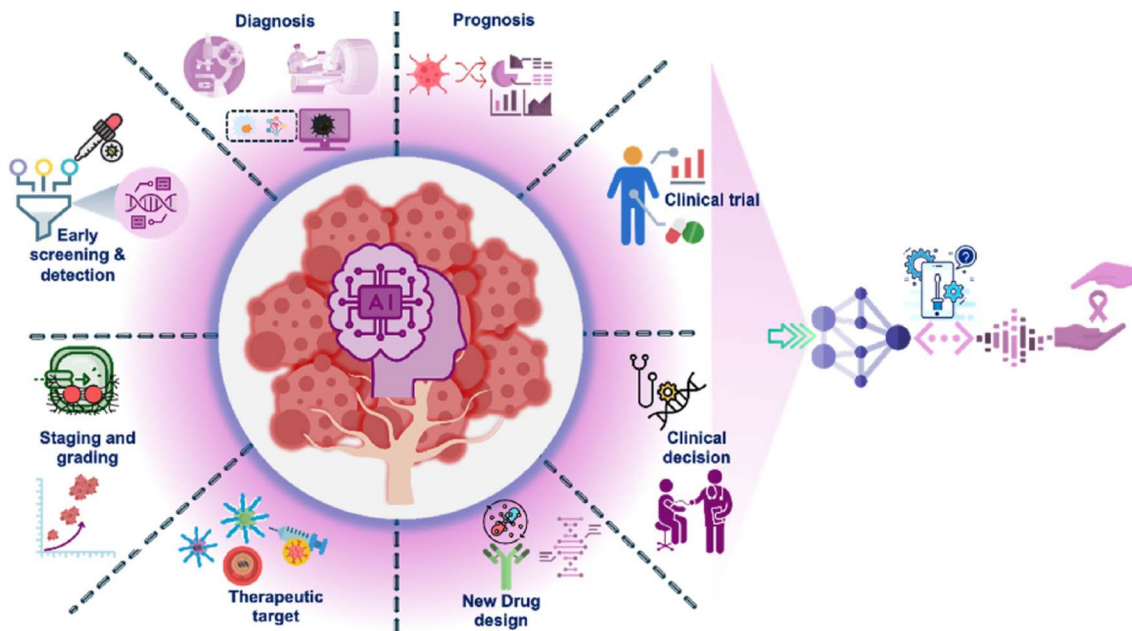 Diagnosis
Prognosis
Early
screening &
detection
Clinical trial
AI
?
Staging and
grading
Clinical
decision
Therapeutic
target
New Drug
design